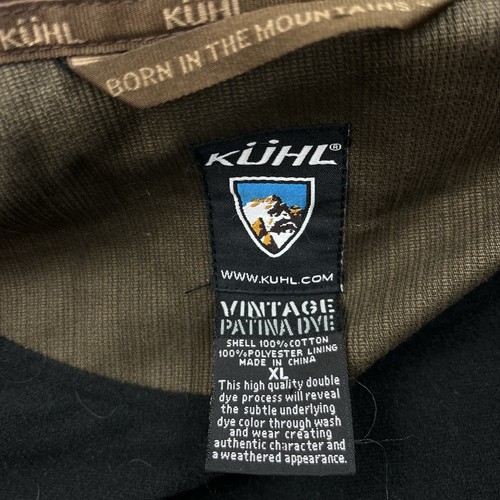 KÜHL
KÜHL
BORN IN THE MOUNTAINS
KÜHL®
WWW.KUHL.COM
VINTAGE
PATINA DYE
SHELL 100% COTTON
100% POLYESTER LINING
MADE IN CHINA
XL
This high quality double
dye process will reveal
the subtle underlying
dye color through wash
and wear creating
authentic character and
a weathered appearance.